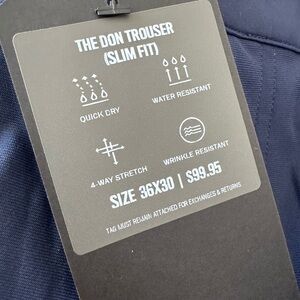 THE DON TROUSER
(SLIM FIT)
QUICK DRY
WATER RESISTANT
4-WAY STRETCH
WRINKLE RESISTANT
SIZE 36X30 | $99.95
TAG MUST REMAIN ATTACHED FOR EXCHANGES & RETURNS